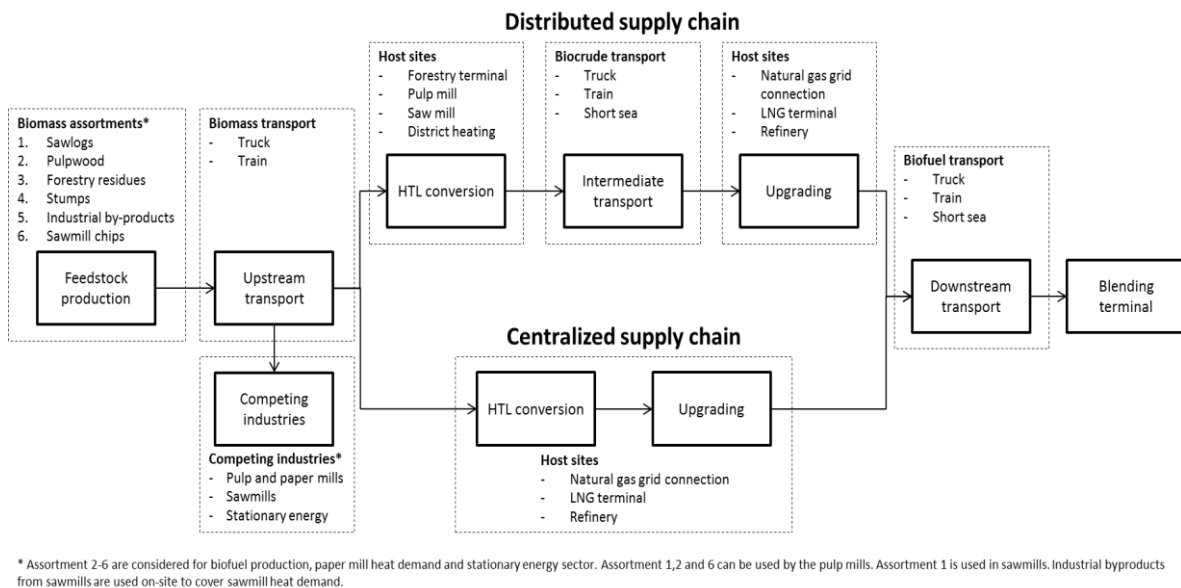 Distributed supply chain
Host sites
- Forestry terminal
- Pulp mill
- Saw mill
- District heating
HTL conversion
Biocrude transport
- Truck
- Train
- Short sea
Intermediate
transport
Host sites
- Natural gas grid
connection
- LNG terminal
- Refinery
Upgrading
Biomass assortments*
1. Sawlogs
2. Pulpwood
3. Forestry residues
4. Stumps
5. Industrial by-products
6. Sawmill chips
Feedstock
production
Biomass transport
- Truck
- Train
Upstream
transport
Biofuel transport
- Truck
- Train
- Short sea
Downstream
transport
Blending
terminal
Competing
industries
Competing industries*
- Pulp and paper mills
- Sawmills
- Stationary energy
Centralized supply chain
HTL conversion
Upgrading
Host sites
- Natural gas grid connection
- LNG terminal
- Refinery
* Assortment 2-6 are considered for biofuel production, paper mill heat demand and stationary energy sector. Assortment 1,2 and 6 can be used by the pulp mills. Assortment 1 is used in sawmills. Industrial byproducts
from sawmills are used on-site to cover sawmill heat demand.